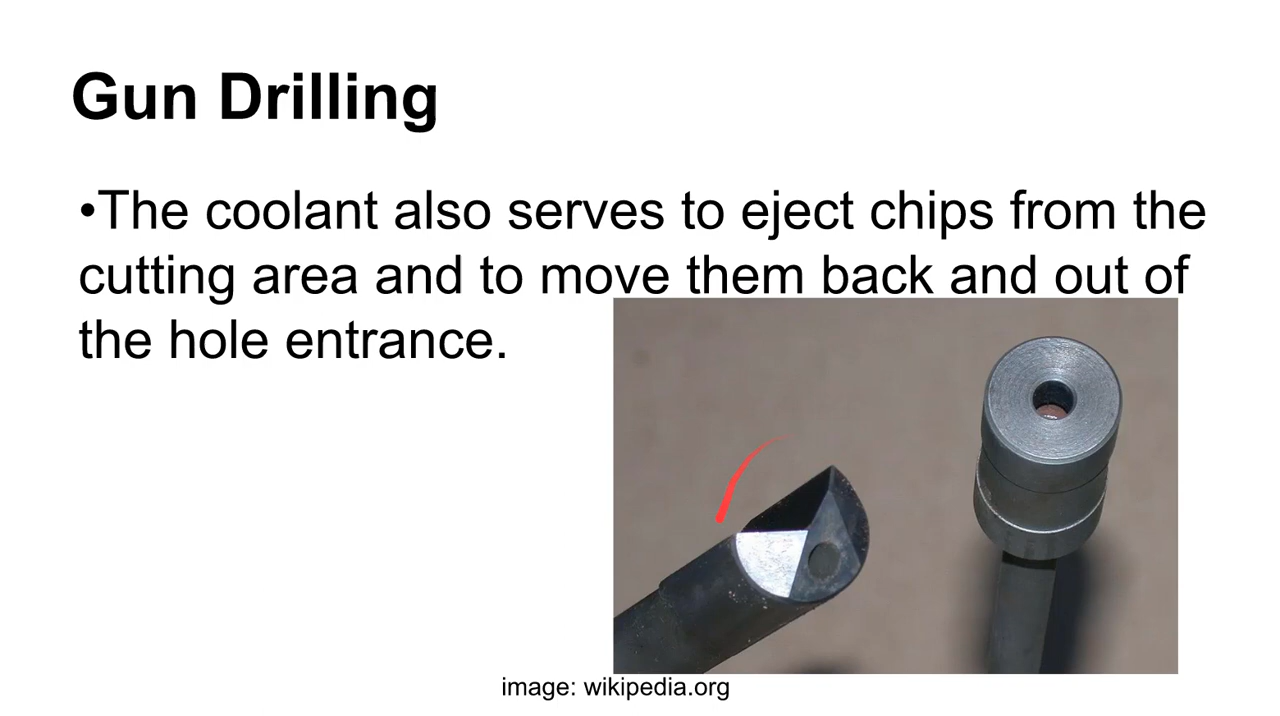 Gun Drilling
•The coolant also serves to eject chips from the
cutting area and to move them back and out of
the hole entrance.
image: wikipedia.org